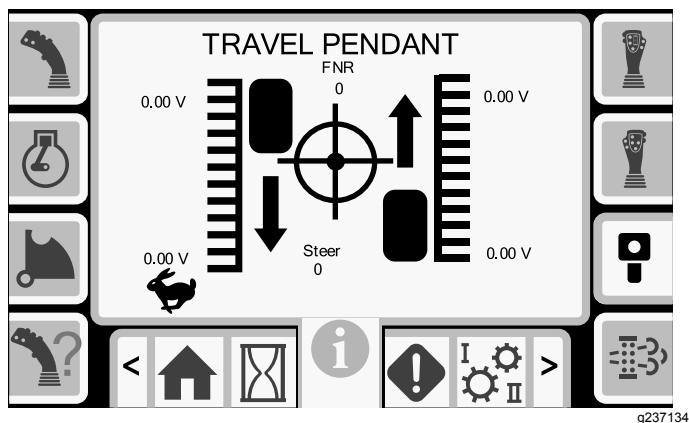 TRAVEL PENDANT
FNR
0
0.00 V
0.00 V
Steer
0
0.00 V
0.00 V
?
< i I II >
g237134